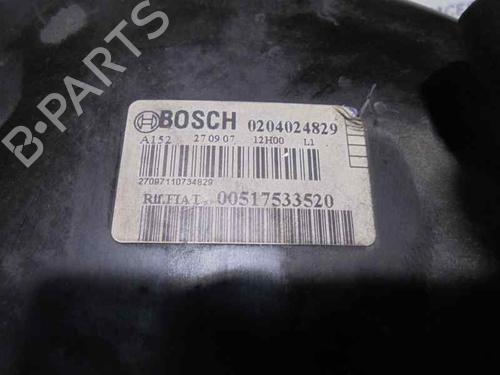 BOSCH 0204024829
A152 270907 12H00 L1
27097110734829
Rif.FIAT. 00517533520
B-PARTS